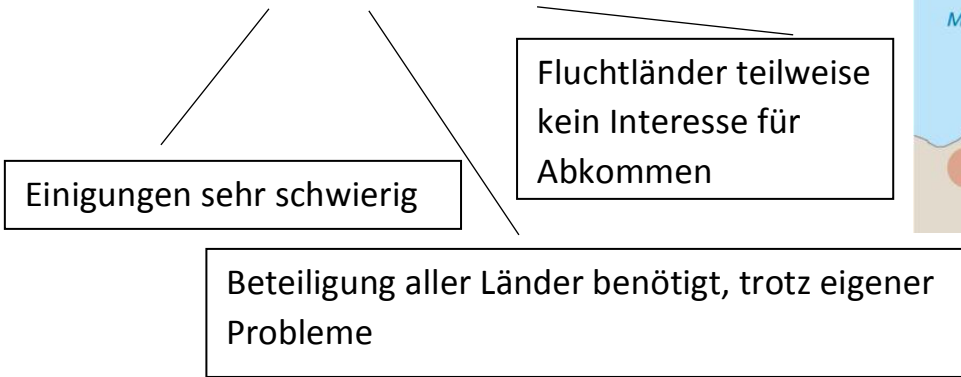 M
Fluchtländer teilweise
kein Interesse für
Abkommen
Einigungen sehr schwierig
Beteiligung aller Länder benötigt, trotz eigener
Probleme